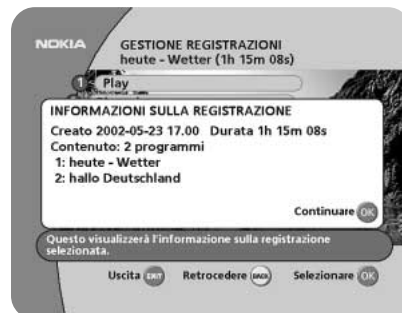 NOKIA
GESTIONE REGISTRAZIONI
heute - Wetter (1h 15m 08s)
1 Play
INFORMAZIONI SULLA REGISTRAZIONE
Creato 2002-05-23 17.00 Durata 1h 15m 08s
Contenuto: 2 programmi
1: heute - Wetter
2: hallo Deutschland
Continuare OK
Questo visualizzerà l'informazione sulla registrazione
selezionata.
Uscita EXIT Retrocedere BACK Selezionare OK